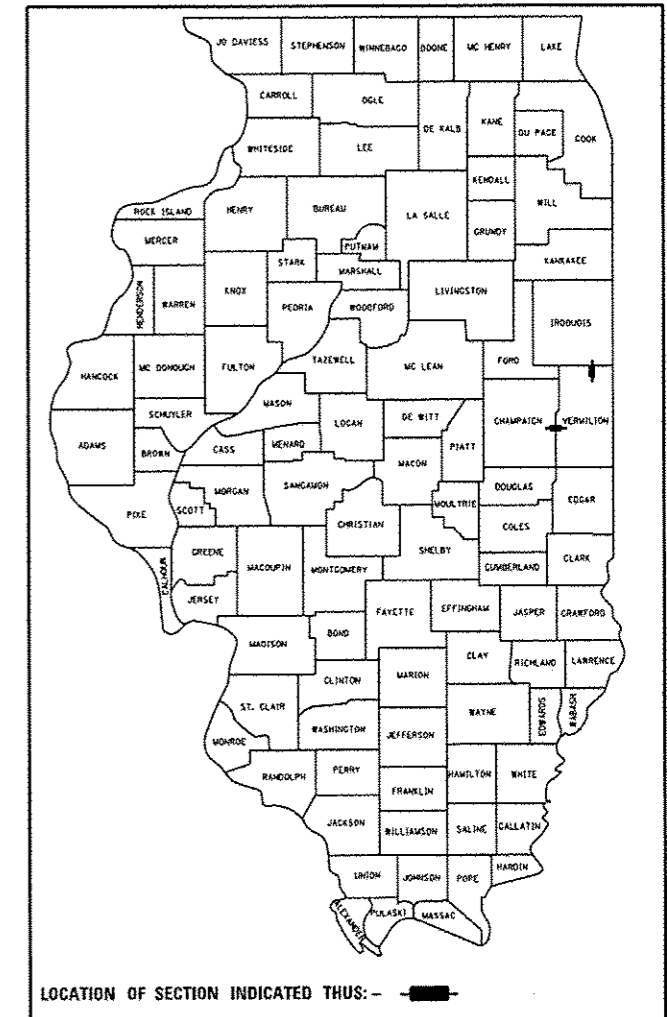 JO DAVIESS STEPHENSON WINNEBAGO BOONE MC HENRY LAKE
CARROLL OGLE DE KALB KANE DU PAGE COOK
WHITESIDE LEE
KENDALL WILL
ROCK ISLAND HENRY BUREAU LA SALLE GRUNDY
MERCER PUTNAM
STARK MARSHALL KANKAKEE
HENDERSON WARREN KNOX PEORIA WOODFORD LIVINGSTON IROQUOIS
HANCOCK MC DONOUGH FULTON TAZEWELL MC LEAN FORD
MASON
SCHUYLER LOGAN DE WITT CHAMPAIGN VERMILION
ADAMS BROWN CASS MENARD MACON PIATT
MORGAN SANGAMON DOUGLAS EDGAR
PIKE SCOTT CHRISTIAN MOULTRIE COLES
GREENE MACOUPIN MONTGOMERY SHELBY CUMBERLAND CLARK
CALHOUN JERSEY
FAYETTE EFFINGHAM JASPER CRAWFORD
MADISON BOND
CLAY RICHLAND LAWRENCE
CLINTON MARION
ST. CLAIR WAYNE EDWARDS WABASH
WASHINGTON JEFFERSON
MONROE
RANDOLPH PERRY HAMILTON WHITE
FRANKLIN
JACKSON WILLIAMSON SALINE GALLATIN
UNION JOHNSON POPE HARDIN
ALEXANDER PULASKI MASSAC
LOCATION OF SECTION INDICATED THUS: -